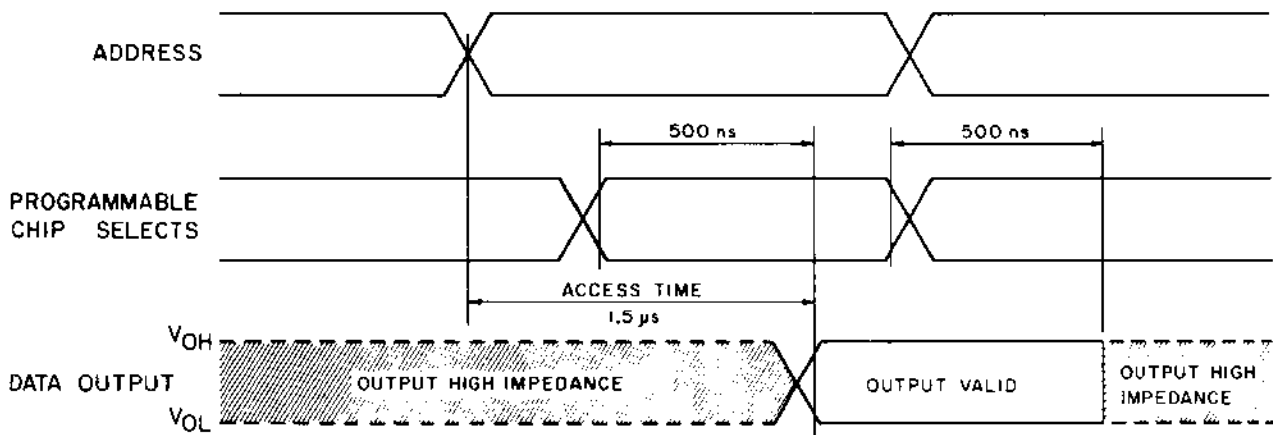 ADDRESS
500 ns
500 ns
PROGRAMMABLE
CHIP SELECTS
ACCESS TIME
1,5 µs
VOH
DATA OUTPUT
OUTPUT HIGH IMPEDANCE
OUTPUT VALID
OUTPUT HIGH
IMPEDANCE
VOL